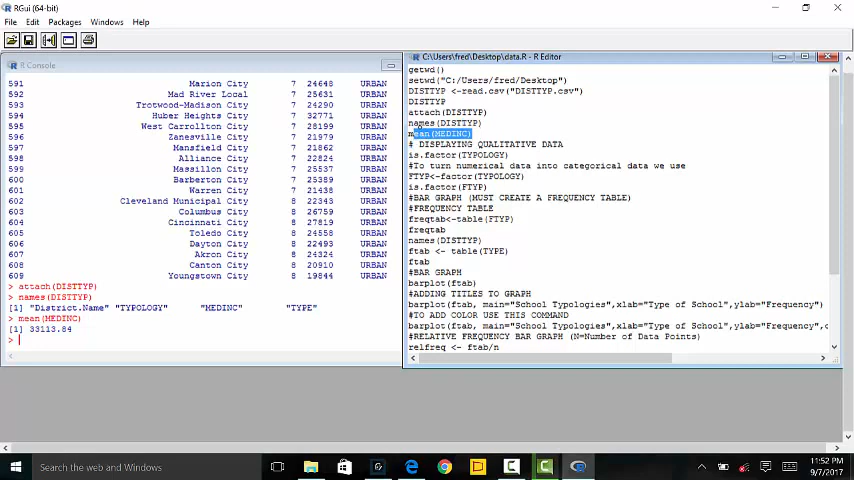 RGui (64-bit)
File Edit Packages Windows Help
R Console
591 Marion City 7 24648 URBAN
592 Mad River Local 7 25631 URBAN
593 Trotwood-Madison City 7 24290 URBAN
594 Huber Heights City 7 32771 URBAN
595 West Carrollton City 7 28199 URBAN
596 Zanesville City 7 21979 URBAN
597 Mansfield City 7 21862 URBAN
598 Alliance City 7 22824 URBAN
599 Massillon City 7 25537 URBAN
600 Barberton City 7 25389 URBAN
601 Warren City 7 21438 URBAN
602 Cleveland Municipal City 8 22343 URBAN
603 Columbus City 8 26759 URBAN
604 Cincinnati City 8 27819 URBAN
605 Toledo City 8 24558 URBAN
606 Dayton City 8 22493 URBAN
607 Akron City 8 24324 URBAN
608 Canton City 8 20910 URBAN
609 Youngstown City 8 19844 URBAN
> attach(DISTTYP)
> names(DISTTYP)
[1] "District.Name" "TYPOLOGY" "MEDINC" "TYPE"
> mean(MEDINC)
[1] 33113.84
>
C:\Users\fred\Desktop\data.R - R Editor
getwd()
setwd("C:/Users/fred/Desktop")
DISTTYP <-read.csv("DISTTYP.csv")
DISTTYP
attach(DISTTYP)
names(DISTTYP)
mean(MEDINC)
# DISPLAYING QUALITATIVE DATA
is.factor(TYPOLOGY)
#To turn numerical data into categorical data we use
FTYP<-factor(TYPOLOGY)
is.factor(FTYP)
#BAR GRAPH (MUST CREATE A FREQUENCY TABLE)
#FREQUENCY TABLE
freqtab<-table(FTYP)
freqtab
names(DISTTYP)
ftab <- table(TYPE)
ftab
#BAR GRAPH
barplot(ftab)
#ADDING TITLES TO GRAPH
barplot(ftab, main="School Typologies",xlab="Type of School",ylab="Frequency")
#TO ADD COLOR USE THIS COMMAND
barplot(ftab, main="School Typologies",xlab="Type of School",ylab="Frequency",c
#RELATIVE FREQUENCY BAR GRAPH (N=Number of Data Points)
relfreq <- ftab/n
Search the web and Windows
11:52 PM
9/7/2017